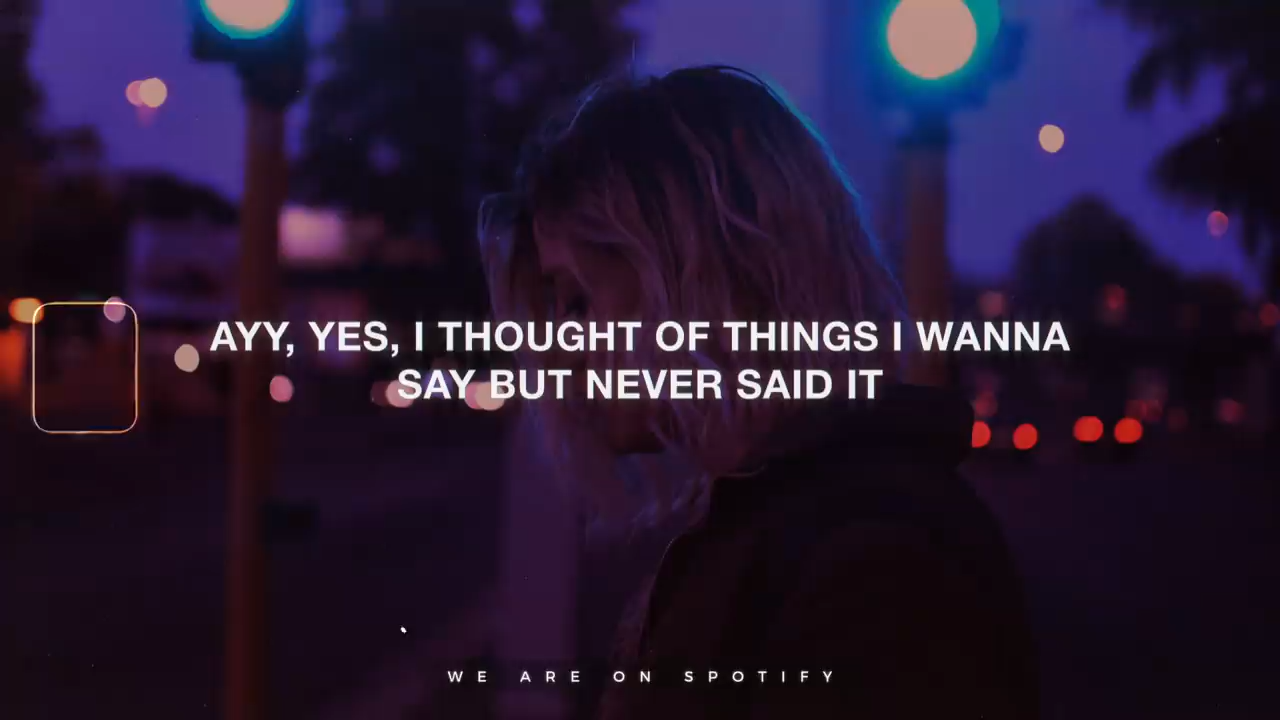 AYY, YES, I THOUGHT OF THINGS I WANNA
SAY BUT NEVER SAID IT
WE ARE ON SPOTIFY